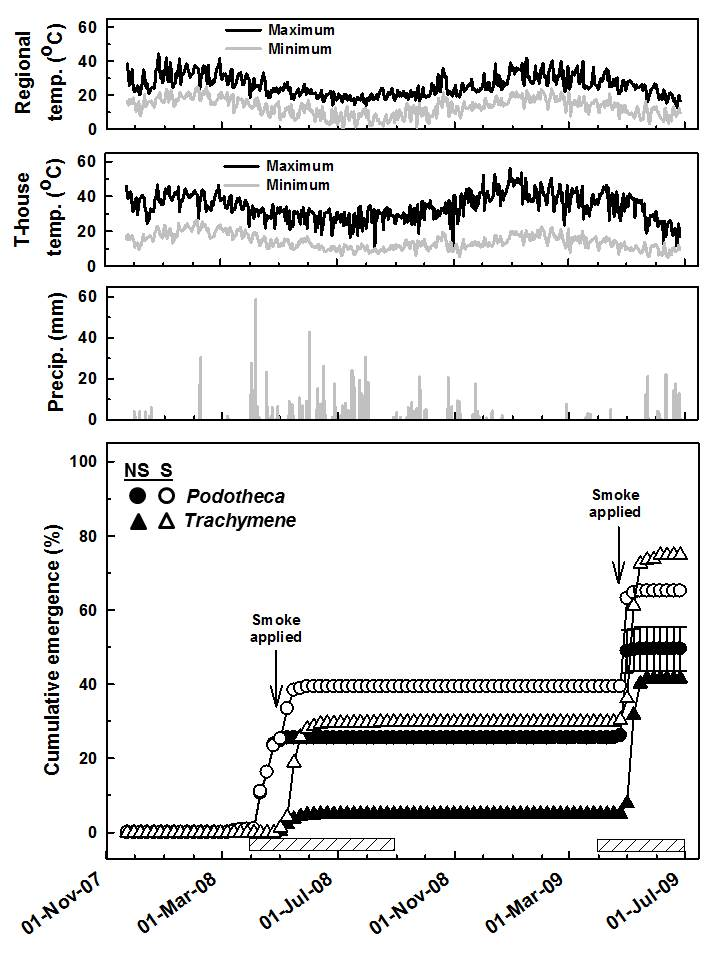 Regional
temp. (°C)
60
40
20
0
Maximum
Minimum
T-house
temp. (°C)
60
40
20
0
Maximum
Minimum
Precip. (mm)
60
40
20
0
Cumulative emergence (%)
100
80
60
40
20
0
NS S
Podotheca
Trachymene
Smoke
applied
Smoke
applied
01-Nov-07
01-Mar-08
01-Jul-08
01-Nov-08
01-Mar-09
01-Jul-09